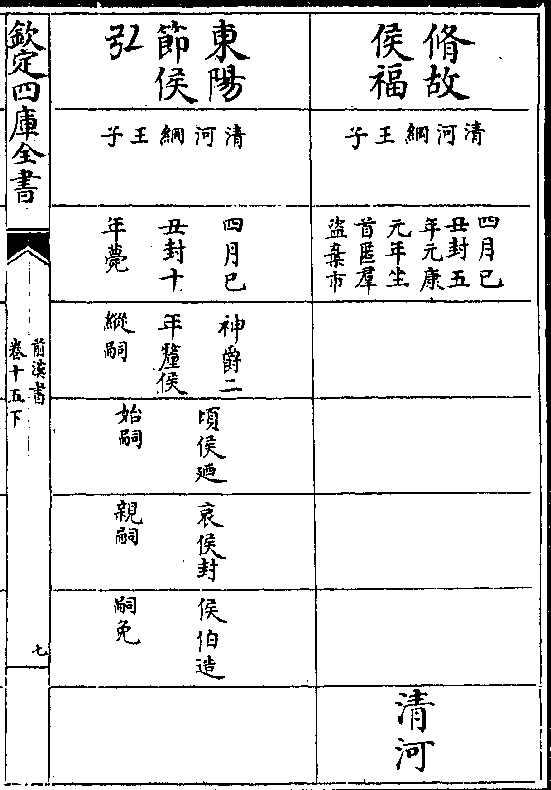 脩故
侯福
清河綱王子
四月己
丑封五
年元康
元年坐
首匿羣
盜棄市
清河
東陽
節侯
弘
清河綱王子
四月己
丑封十
年薨
神爵二
年釐侯
縱嗣
頃侯迺
始嗣
哀侯封
親嗣
侯伯造
嗣免
欽定四庫全書
前漢書
卷十五下
七